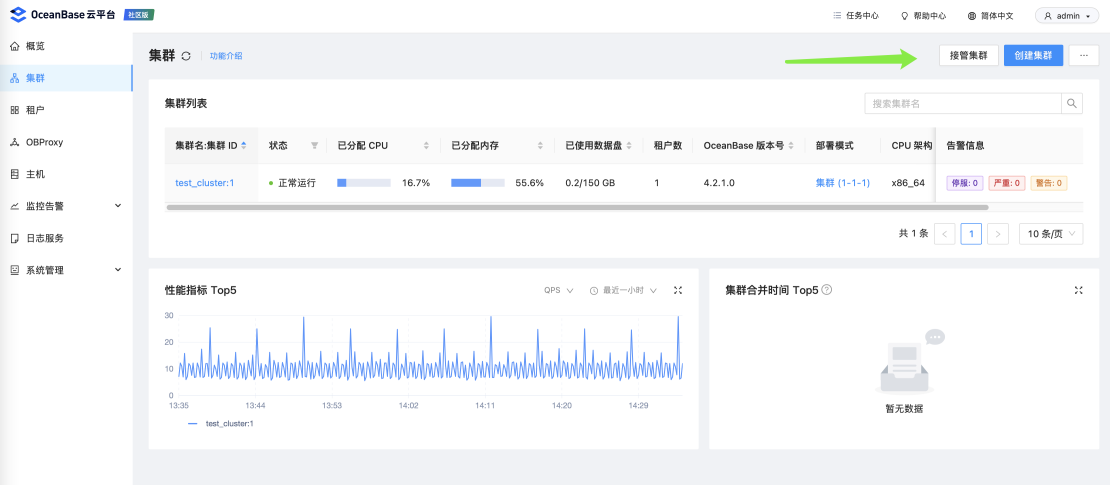 OceanBase 云平台 社区版 任务中心 帮助中心 简体中文 admin
概览
集群
租户
OBProxy
主机
监控告警
日志服务
系统管理
集群 功能介绍 接管集群 创建集群 ...
集群列表 搜索集群名
集群名:集群 ID 状态 已分配 CPU 已分配内存 已使用数据盘 租户数 OceanBase 版本号 部署模式 CPU 架构 告警信息
test_cluster:1 正常运行 16.7% 55.6% 0.2/150 GB 1 4.2.1.0 集群 (1-1-1) x86_64 停服: 0 严重: 0 警告: 0
共 1 条 < 1 > 10 条/页
性能指标 Top5 QPS 最近一小时
30
20
10
0
13:35 13:44 13:53 14:02 14:11 14:20 14:29
test_cluster:1
集群合并时间 Top5 ?
暂无数据